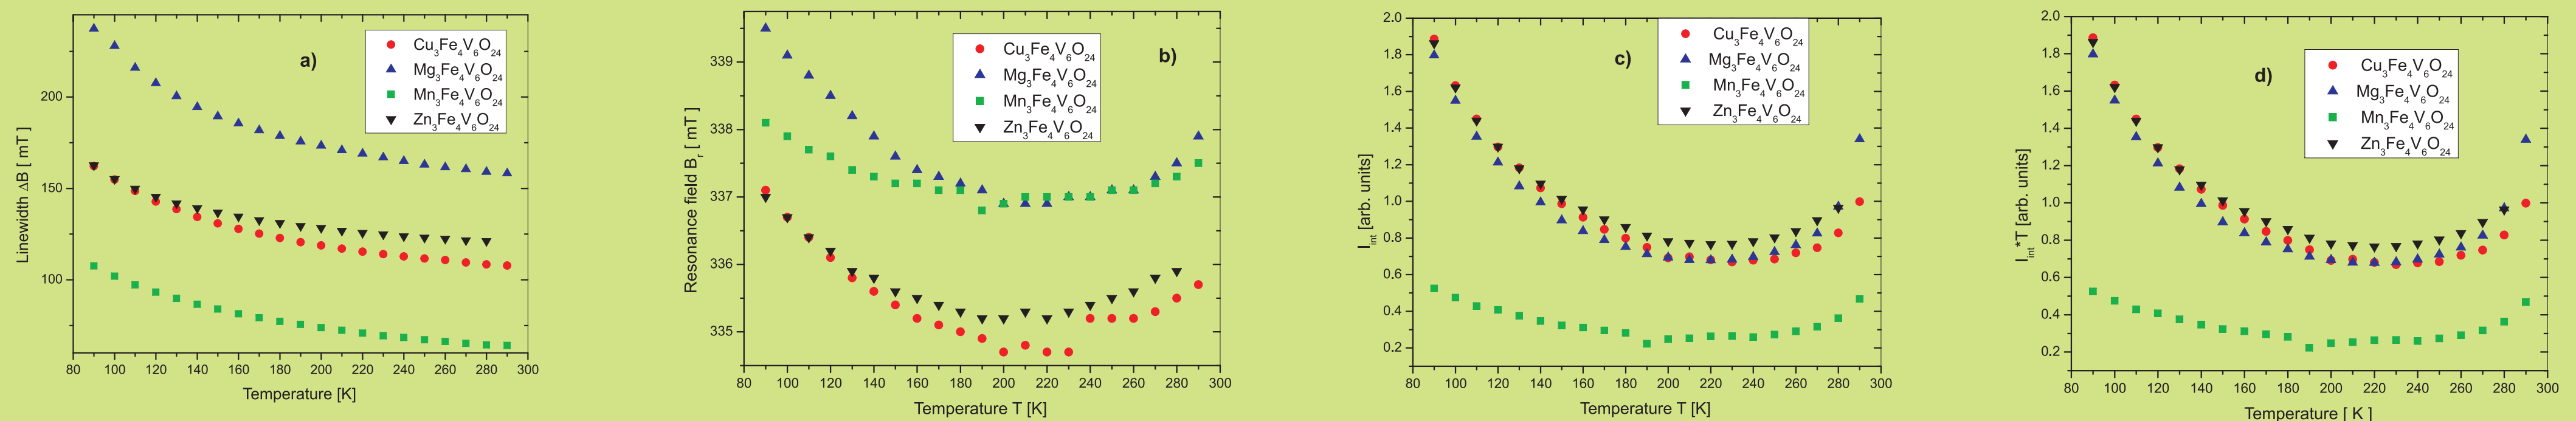 a)
Cu3Fe4V6O24
Mg3Fe4V6O24
Mn3Fe4V6O24
Zn3Fe4V6O24
Linewidth ΔB [ mT ]
200
150
100
80 100 120 140 160 180 200 220 240 260 280 300
Temperature [K]
b)
Cu3Fe4V6O24
Mg3Fe4V6O24
Mn3Fe4V6O24
Zn3Fe4V6O24
Resonance field Br [ mT ]
339
338
337
336
335
80 100 120 140 160 180 200 220 240 260 280 300
Temperature T [K]
c)
Cu3Fe4V6O24
Mg3Fe4V6O24
Mn3Fe4V6O24
Zn3Fe4V6O24
Iint [arb. units]
2.0
1.8
1.6
1.4
1.2
1.0
0.8
0.6
0.4
0.2
80 100 120 140 160 180 200 220 240 260 280 300
Temperature T [K]
d)
Cu3Fe4V6O24
Mg3Fe4V6O24
Mn3Fe4V6O24
Zn3Fe4V6O24
Iint*T [arb. units]
2.0
1.8
1.6
1.4
1.2
1.0
0.8
0.6
0.4
0.2
80 100 120 140 160 180 200 220 240 260 280 300
Temperature [ K ]